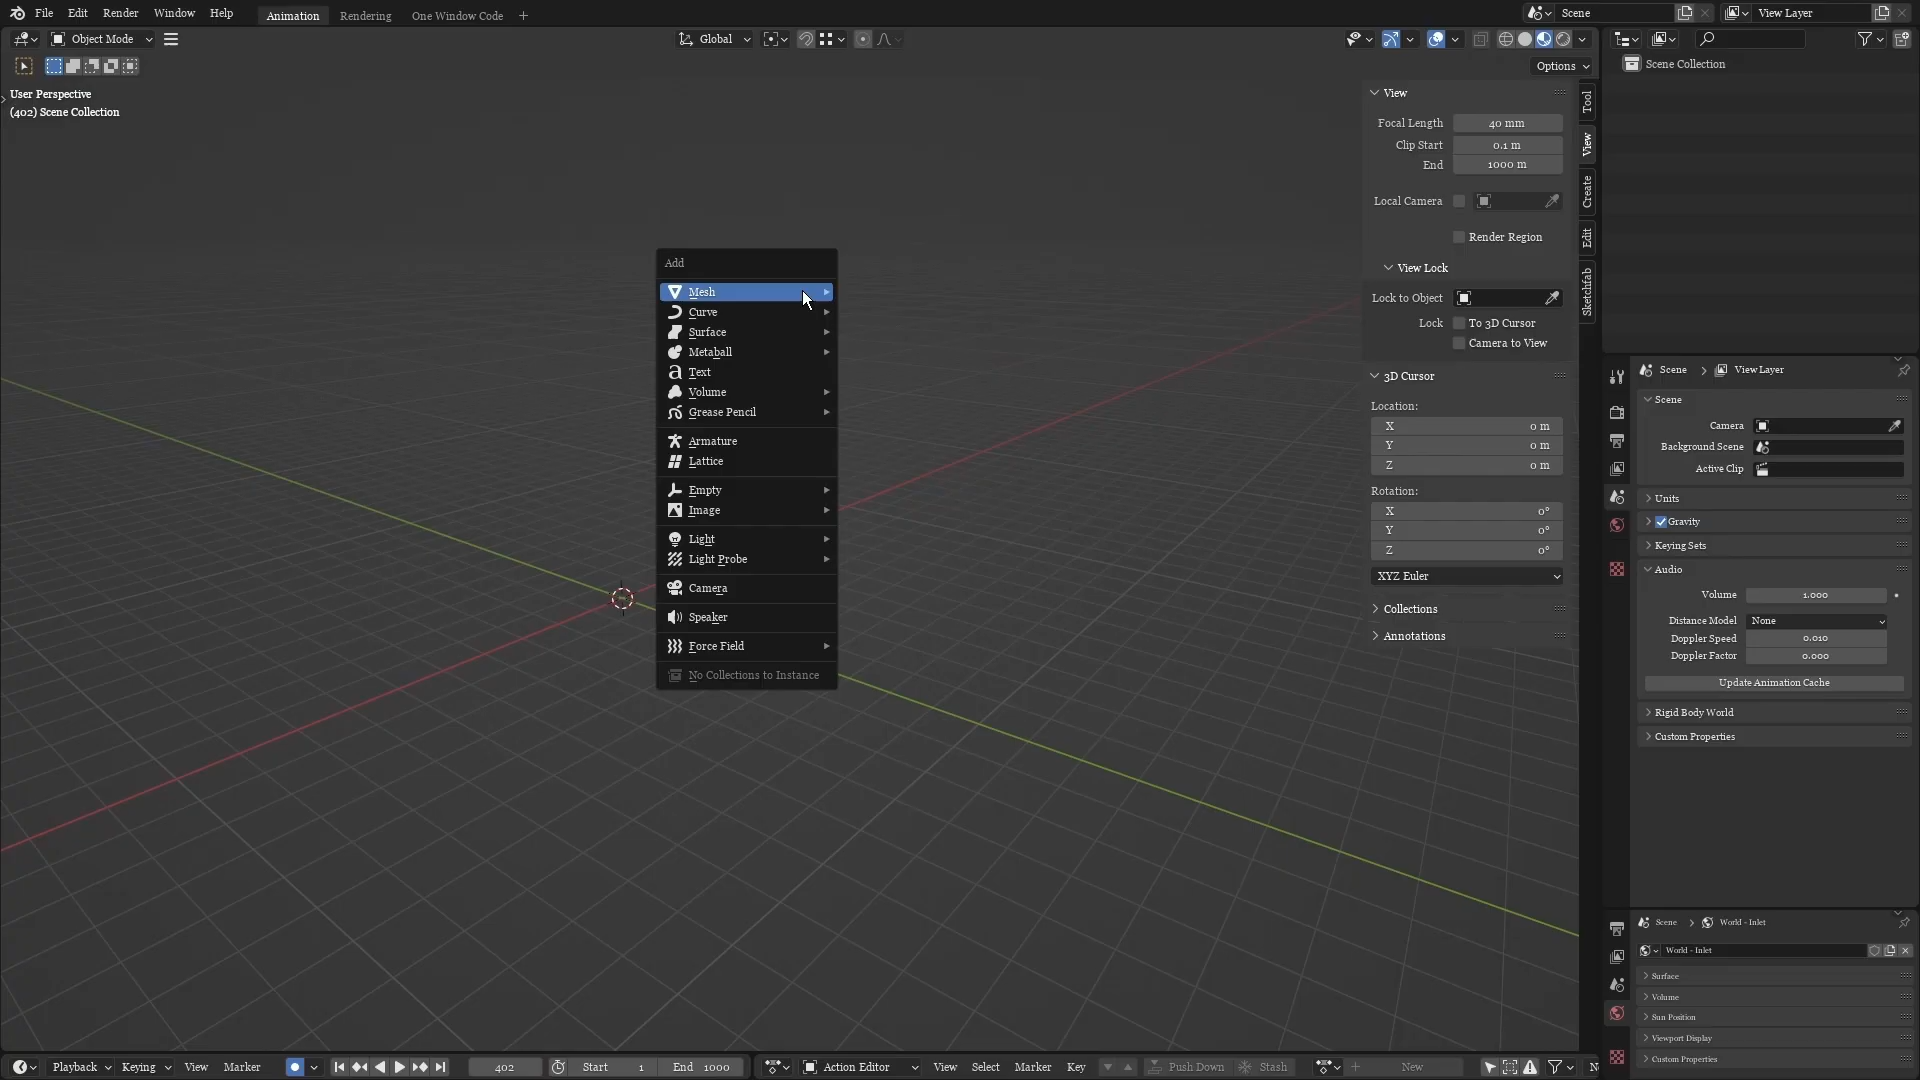 File Edit Render Window Help Animation Rendering One Window Code + Scene View Layer
Object Mode Global
Options
User Perspective
(402) Scene Collection
Add
Mesh
Curve
Surface
Metaball
Text
Volume
Grease Pencil
Armature
Lattice
Empty
Image
Light
Light Probe
Camera
Speaker
Force Field
No Collections to Instance
View
Focal Length 40 mm
Clip Start 0.1 m
End 1000 m
Local Camera
Render Region
View Lock
Lock to Object
Lock To 3D Cursor
Camera to View
3D Cursor
Location:
X 0 m
Y 0 m
Z 0 m
Rotation:
X 0°
Y 0°
Z 0°
XYZ Euler
Collections
Annotations
Tool
View
Create
Edit
Sketchfab
Scene Collection
Scene View Layer
Scene
Camera
Background Scene
Active Clip
Units
Gravity
Keying Sets
Audio
Volume 1.000
Distance Model None
Doppler Speed 0.010
Doppler Factor 0.000
Update Animation Cache
Rigid Body World
Custom Properties
Scene World - Inlet
World - Inlet
Surface
Volume
Sun Position
Viewport Display
Custom Properties
Playback Keying View Marker 402 Start 1 End 1000 Action Editor View Select Marker Key Push Down Stash + New